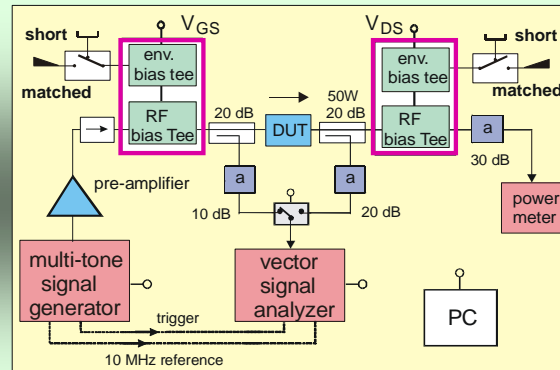 V_GS
V_DS
short
short
env.
bias tee
env.
bias tee
matched
matched
20 dB
50W
20 dB
RF
bias Tee
DUT
RF
bias Tee
a
30 dB
pre-amplifier
a
a
10 dB
20 dB
power
meter
multi-tone
signal
generator
vector
signal
analyzer
PC
trigger
10 MHz reference